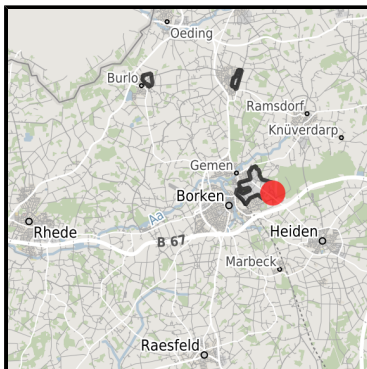 Oeding
Burlo
Ramsdorf
Knüverdarp
Gemen
Borken
Aa
Rhede
B 67
Heiden
Marbeck
Raesfeld